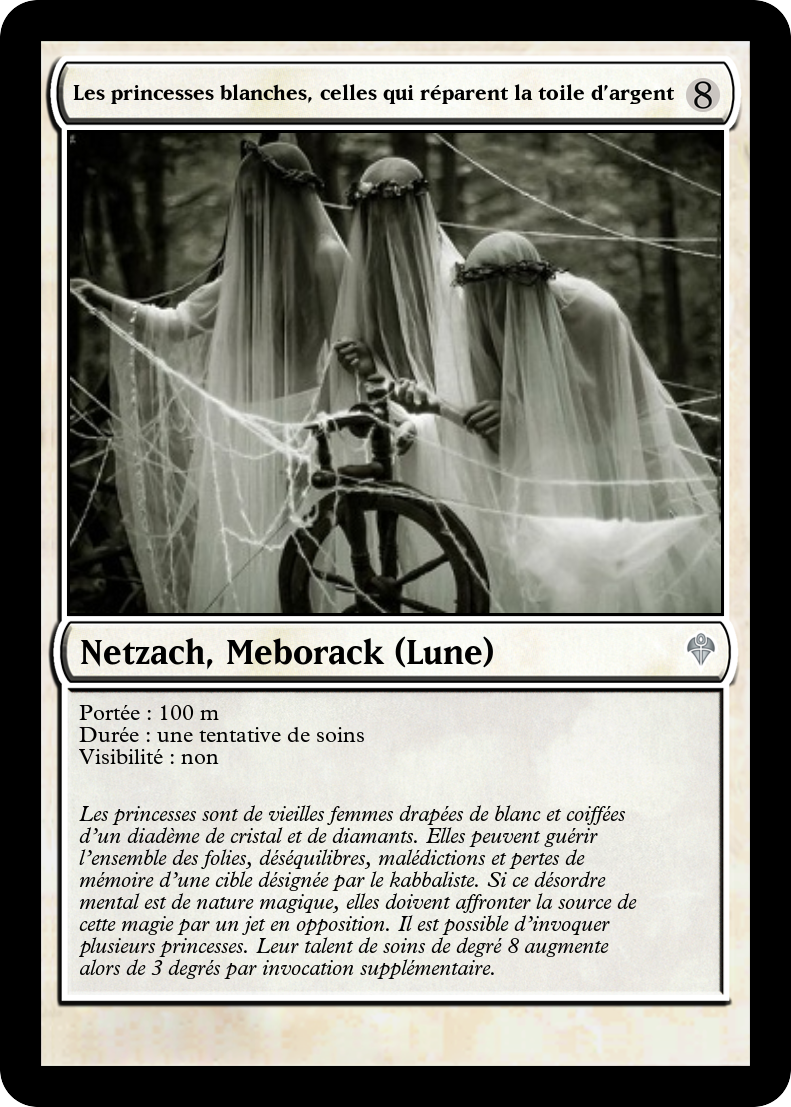 Les princesses blanches, celles qui réparent la toile d'argent 8
Netzach, Meborack (Lune)
Portée : 100 m
Durée : une tentative de soins
Visibilité : non
Les princesses sont de vieilles femmes drapées de blanc et coiffées
d'un diadème de cristal et de diamants. Elles peuvent guérir
l'ensemble des folies, déséquilibres, malédictions et pertes de
mémoire d'une cible désignée par le kabbaliste. Si ce désordre
mental est de nature magique, elles doivent affronter la source de
cette magie par un jet en opposition. Il est possible d'invoquer
plusieurs princesses. Leur talent de soins de degré 8 augmente
alors de 3 degrés par invocation supplémentaire.